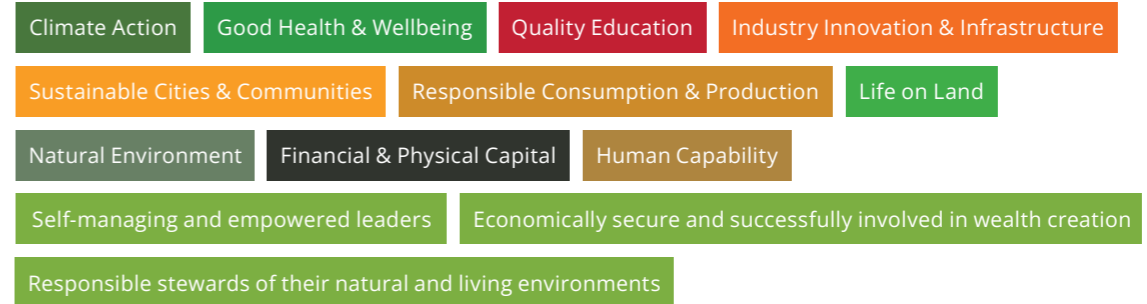 Climate Action Good Health & Wellbeing Quality Education Industry Innovation & Infrastructure
Sustainable Cities & Communities Responsible Consumption & Production Life on Land
Natural Environment Financial & Physical Capital Human Capability
Self-managing and empowered leaders Economically secure and successfully involved in wealth creation
Responsible stewards of their natural and living environments